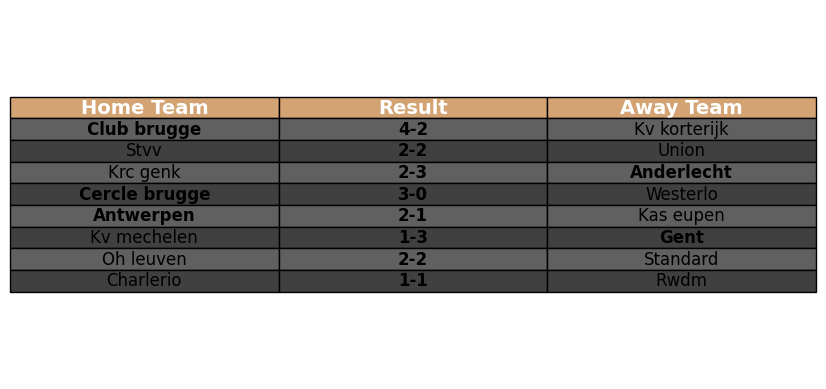 Home Team Result Away Team
Club brugge 4-2 Kv korterijk
Stvv 2-2 Union
Krc genk 2-3 Anderlecht
Cercle brugge 3-0 Westerlo
Antwerpen 2-1 Kas eupen
Kv mechelen 1-3 Gent
Oh leuven 2-2 Standard
Charlerio 1-1 Rwdm